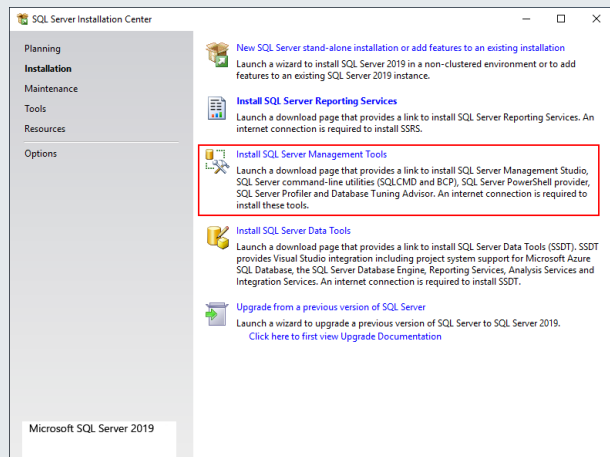 SQL Server Installation Center
Planning
Installation
Maintenance
Tools
Resources
Options
New SQL Server stand-alone installation or add features to an existing installation
Launch a wizard to install SQL Server 2019 in a non-clustered environment or to add
features to an existing SQL Server 2019 instance.
Install SQL Server Reporting Services
Launch a download page that provides a link to install SQL Server Reporting Services. An
internet connection is required to install SSRS.
Install SQL Server Management Tools
Launch a download page that provides a link to install SQL Server Management Studio,
SQL Server command-line utilities (SQLCMD and BCP), SQL Server PowerShell provider,
SQL Server Profiler and Database Tuning Advisor. An internet connection is required to
install these tools.
Install SQL Server Data Tools
Launch a download page that provides a link to install SQL Server Data Tools (SSDT). SSDT
provides Visual Studio integration including project system support for Microsoft Azure
SQL Database, the SQL Server Database Engine, Reporting Services, Analysis Services and
Integration Services. An internet connection is required to install SSDT.
Upgrade from a previous version of SQL Server
Launch a wizard to upgrade a previous version of SQL Server to SQL Server 2019.
Click here to first view Upgrade Documentation
Microsoft SQL Server 2019